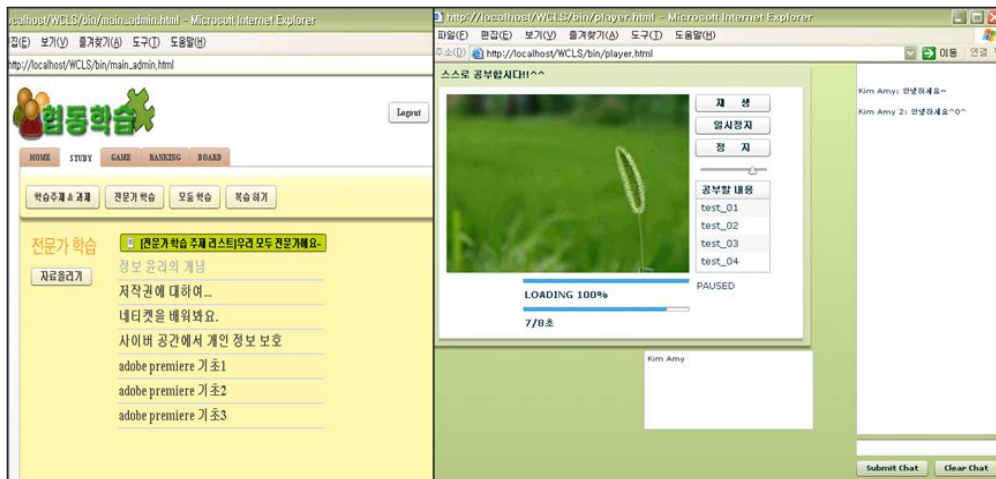 localhost/WCLS/bin/main_admin.html - Microsoft Internet Explorer
집(E) 보기(V) 즐겨찾기(A) 도구(T) 도움말(H)
http://localhost/WCLS/bin/main_admin.html
협동학습
Logout
HOME STUDY GAME RANKING BOARD
학습주제 & 과제 전문가 학습 모둠 학습 복습 하기
전문가 학습
자료올리기
[전문가 학습 주제 리스트]우리 모두 전문가예요~
정보 윤리의 개념
저작권에 대하여...
네티켓을 배워봐요.
사이버 공간에서 개인 정보 보호
adobe premiere 기초1
adobe premiere 기초2
adobe premiere 기초3
http://localhost/WCLS/bin/player.html - Microsoft Internet Explorer
파일(F) 편집(E) 보기(V) 즐겨찾기(A) 도구(T) 도움말(H)
주소(D) http://localhost/WCLS/bin/player.html 이동 연결
스스로 공부합시다!!^^
재 생
일시정지
정 지
공부할 내용
test_01
test_02
test_03
test_04
PAUSED
LOADING 100%
7/8초
Kim Amy
Kim Amy: 안녕하세요~
Kim Amy 2: 안녕하세요^0^
Submit Chat Clear Chat